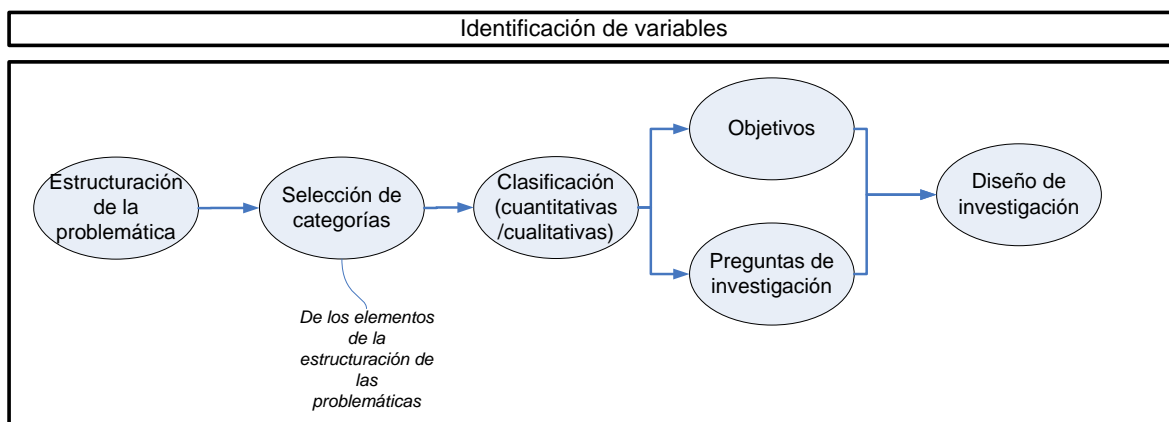 Identificación de variables
Estructuración
de la
problemática
Selección de
categorías
De los elementos
de la
estructuración de
las
problemáticas
Clasificación
(cuantitativas
/cualitativas)
Objetivos
Preguntas de
investigación
Diseño de
investigación